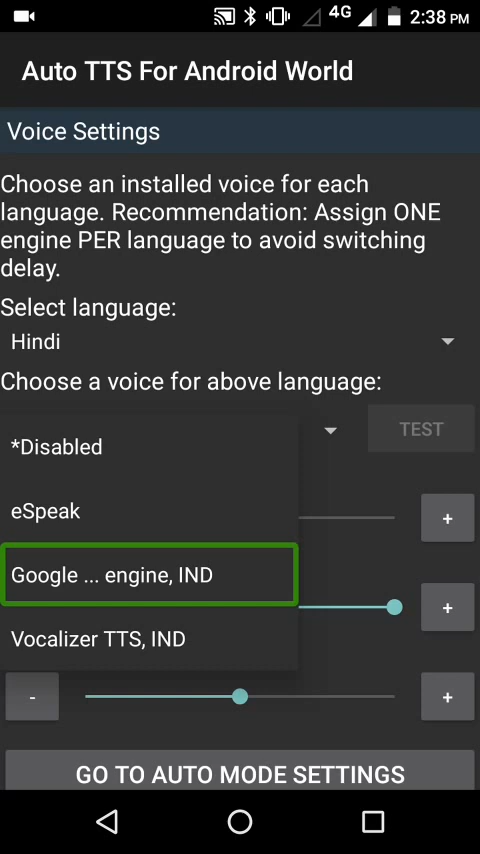 4G 2:38 PM
Auto TTS For Android World
Voice Settings
Choose an installed voice for each
language. Recommendation: Assign ONE
engine PER language to avoid switching
delay.
Select language:
Hindi
Choose a voice for above language:
TEST
*Disabled
eSpeak
+
Google ... engine, IND
+
Vocalizer TTS, IND
- +
GO TO AUTO MODE SETTINGS